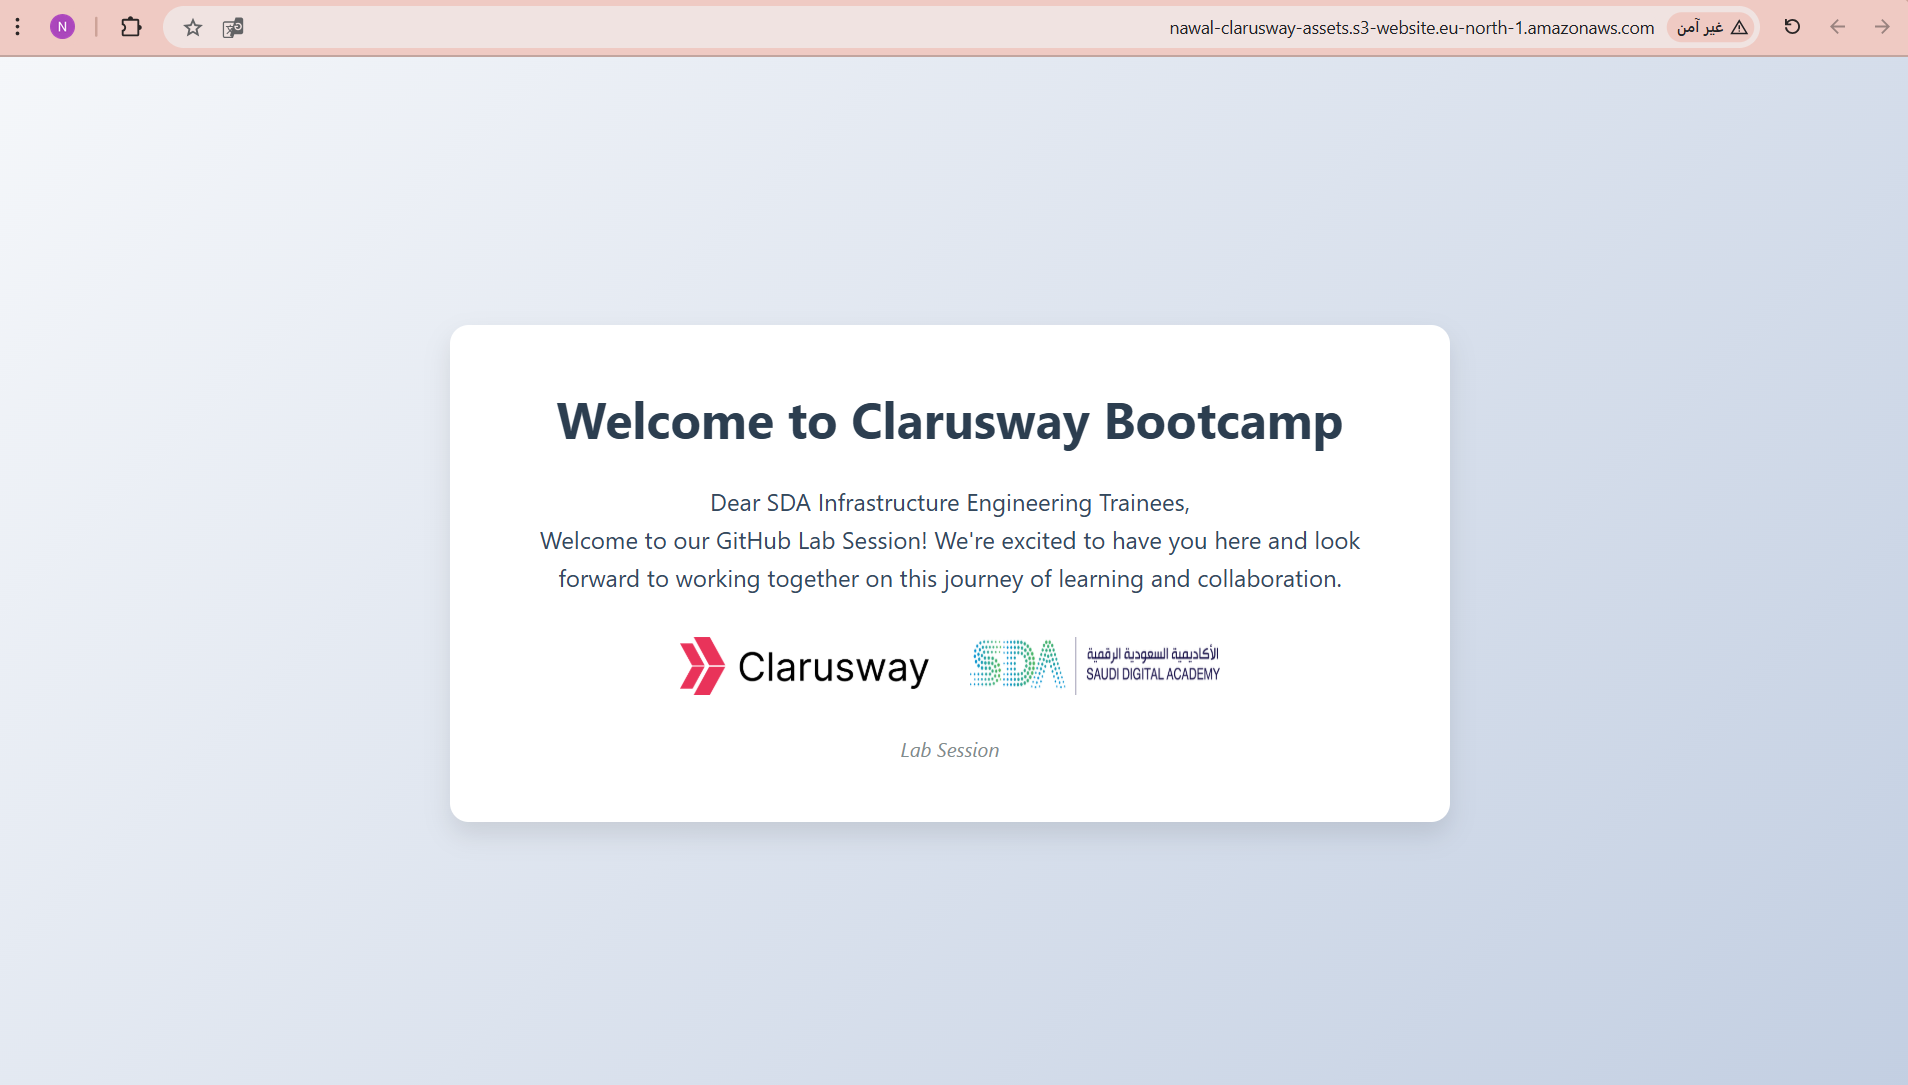 N
nawal-clarusway-assets.s3-website.eu-north-1.amazonaws.com
غير آمن
Welcome to Clarusway Bootcamp
Dear SDA Infrastructure Engineering Trainees,
Welcome to our GitHub Lab Session! We're excited to have you here and look
forward to working together on this journey of learning and collaboration.
Clarusway
SDA
الأكاديمية السعودية الرقمية
SAUDI DIGITAL ACADEMY
Lab Session